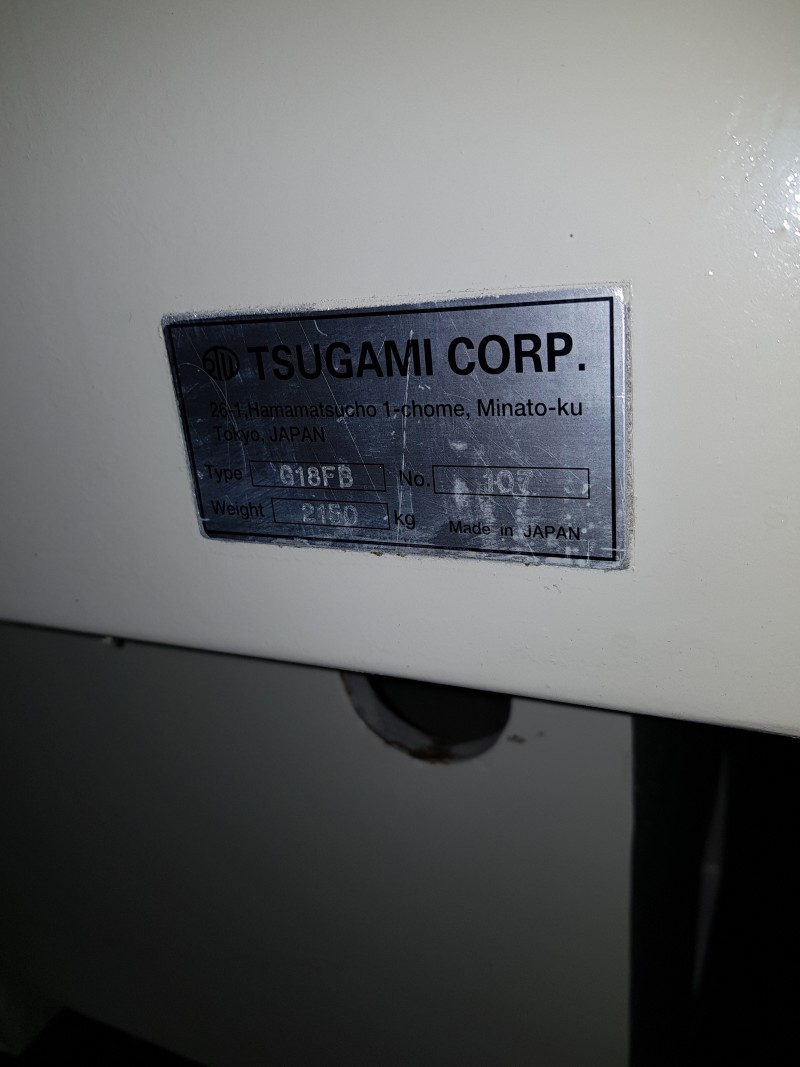 TSUGAMI CORP.
26-1, Hamamatsucho 1-chome, Minato-ku
Tokyo, JAPAN
Type G18FB No. 107
Weight 2150 kg Made in JAPAN